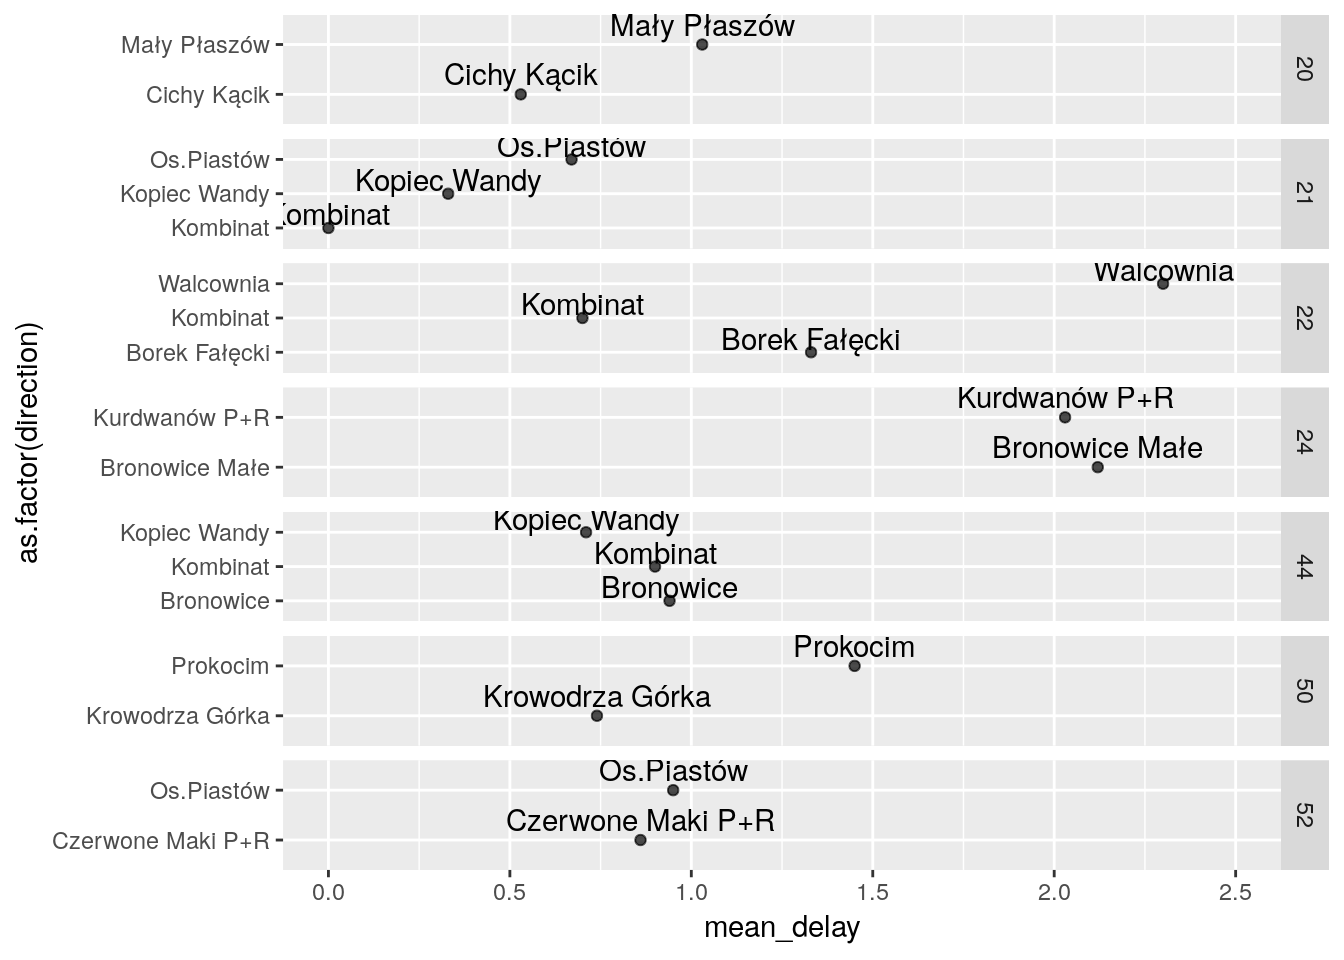 Mały Płaszów
Mały Płaszów
Cichy Kącik
Cichy Kącik
20
Os.Piastów
Os.Piastów
Kopiec Wandy
Kopiec Wandy
Kombinat
Kombinat
21
Walcownia
Walcownia
Kombinat
Kombinat
Borek Fałęcki
Borek Fałęcki
22
Kurdwanów P+R
Kurdwanów P+R
Bronowice Małe
Bronowice Małe
24
Kopiec Wandy
Kopiec Wandy
Kombinat
Kombinat
Bronowice
Bronowice
44
Prokocim
Prokocim
Krowodrza Górka
Krowodrza Górka
50
Os.Piastów
Os.Piastów
Czerwone Maki P+R
Czerwone Maki P+R
52
as.factor(direction)
0.0 0.5 1.0 1.5 2.0 2.5
mean_delay